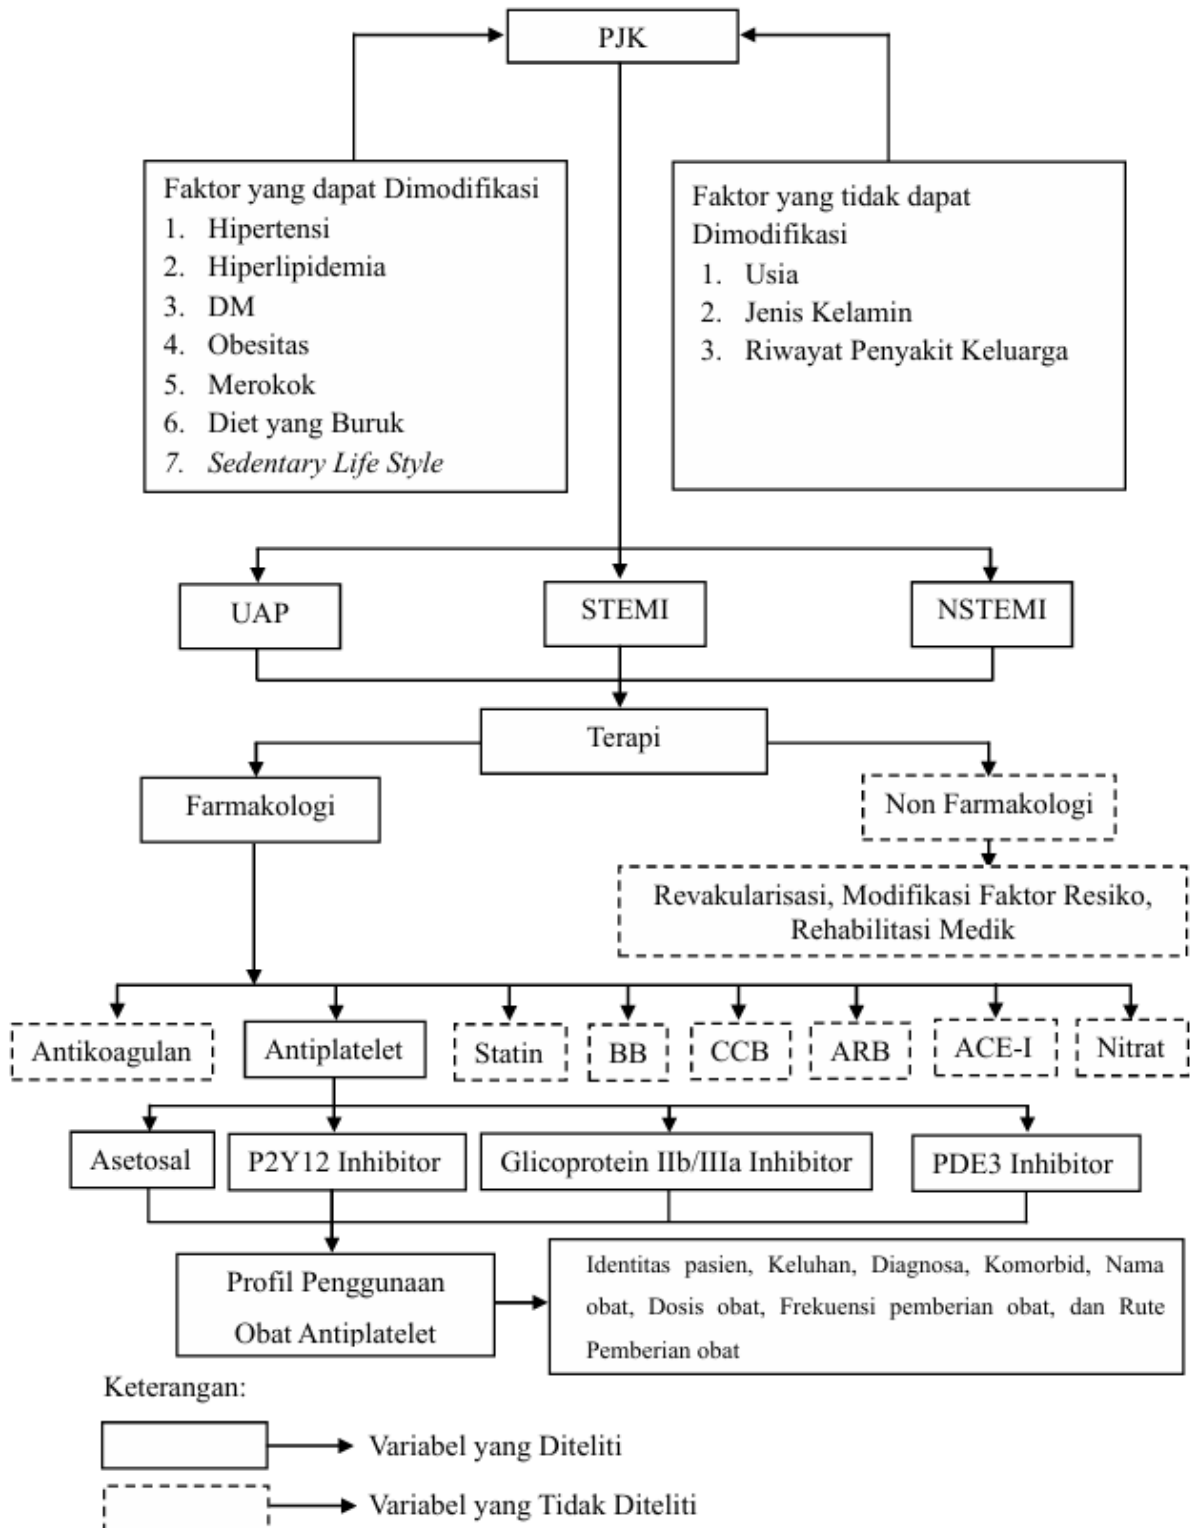 PJK
Faktor yang dapat Dimodifikasi
1. Hipertensi
2. Hiperlipidemia
3. DM
4. Obesitas
5. Merokok
6. Diet yang Buruk
7. Sedentary Life Style
Faktor yang tidak dapat
Dimodifikasi
1. Usia
2. Jenis Kelamin
3. Riwayat Penyakit Keluarga
UAP
STEMI
NSTEMI
Terapi
Farmakologi
Non Farmakologi
Revakularisasi, Modifikasi Faktor Resiko,
Rehabilitasi Medik
Antikoagulan
Antiplatelet
Statin
BB
CCB
ARB
ACE-I
Nitrat
Asetosal
P2Y12 Inhibitor
Glicoprotein IIb/IIIa Inhibitor
PDE3 Inhibitor
Profil Penggunaan
Obat Antiplatelet
Identitas pasien, Keluhan, Diagnosa, Komorbid, Nama
obat, Dosis obat, Frekuensi pemberian obat, dan Rute
Pemberian obat
Keterangan:
Variabel yang Diteliti
Variabel yang Tidak Diteliti